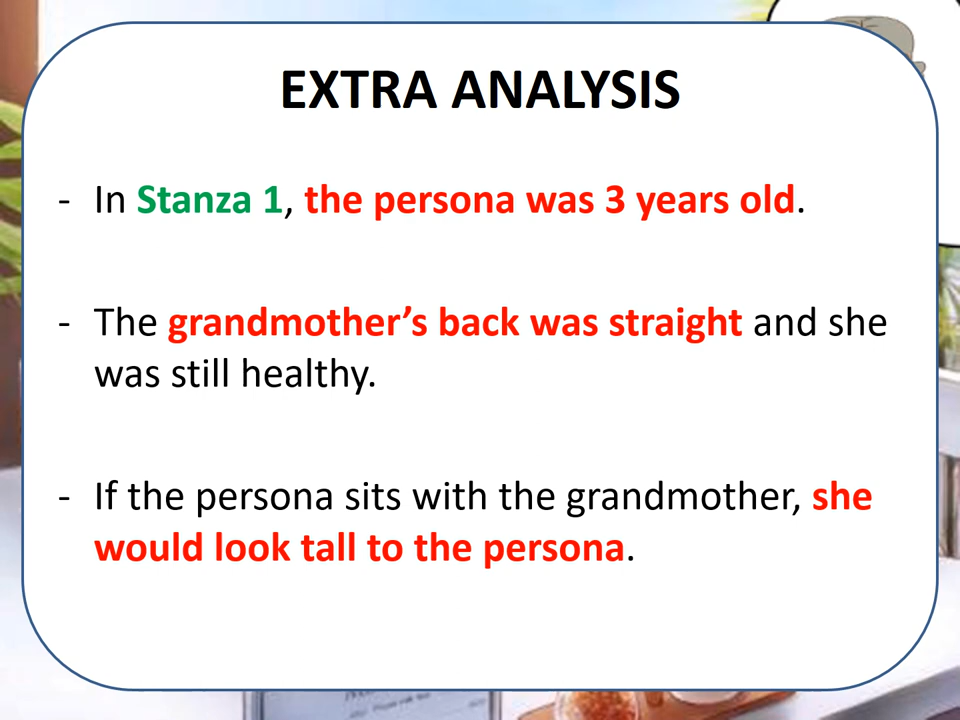 EXTRA ANALYSIS
- In Stanza 1, the persona was 3 years old.
- The grandmother’s back was straight and she
was still healthy.
- If the persona sits with the grandmother, she
would look tall to the persona.